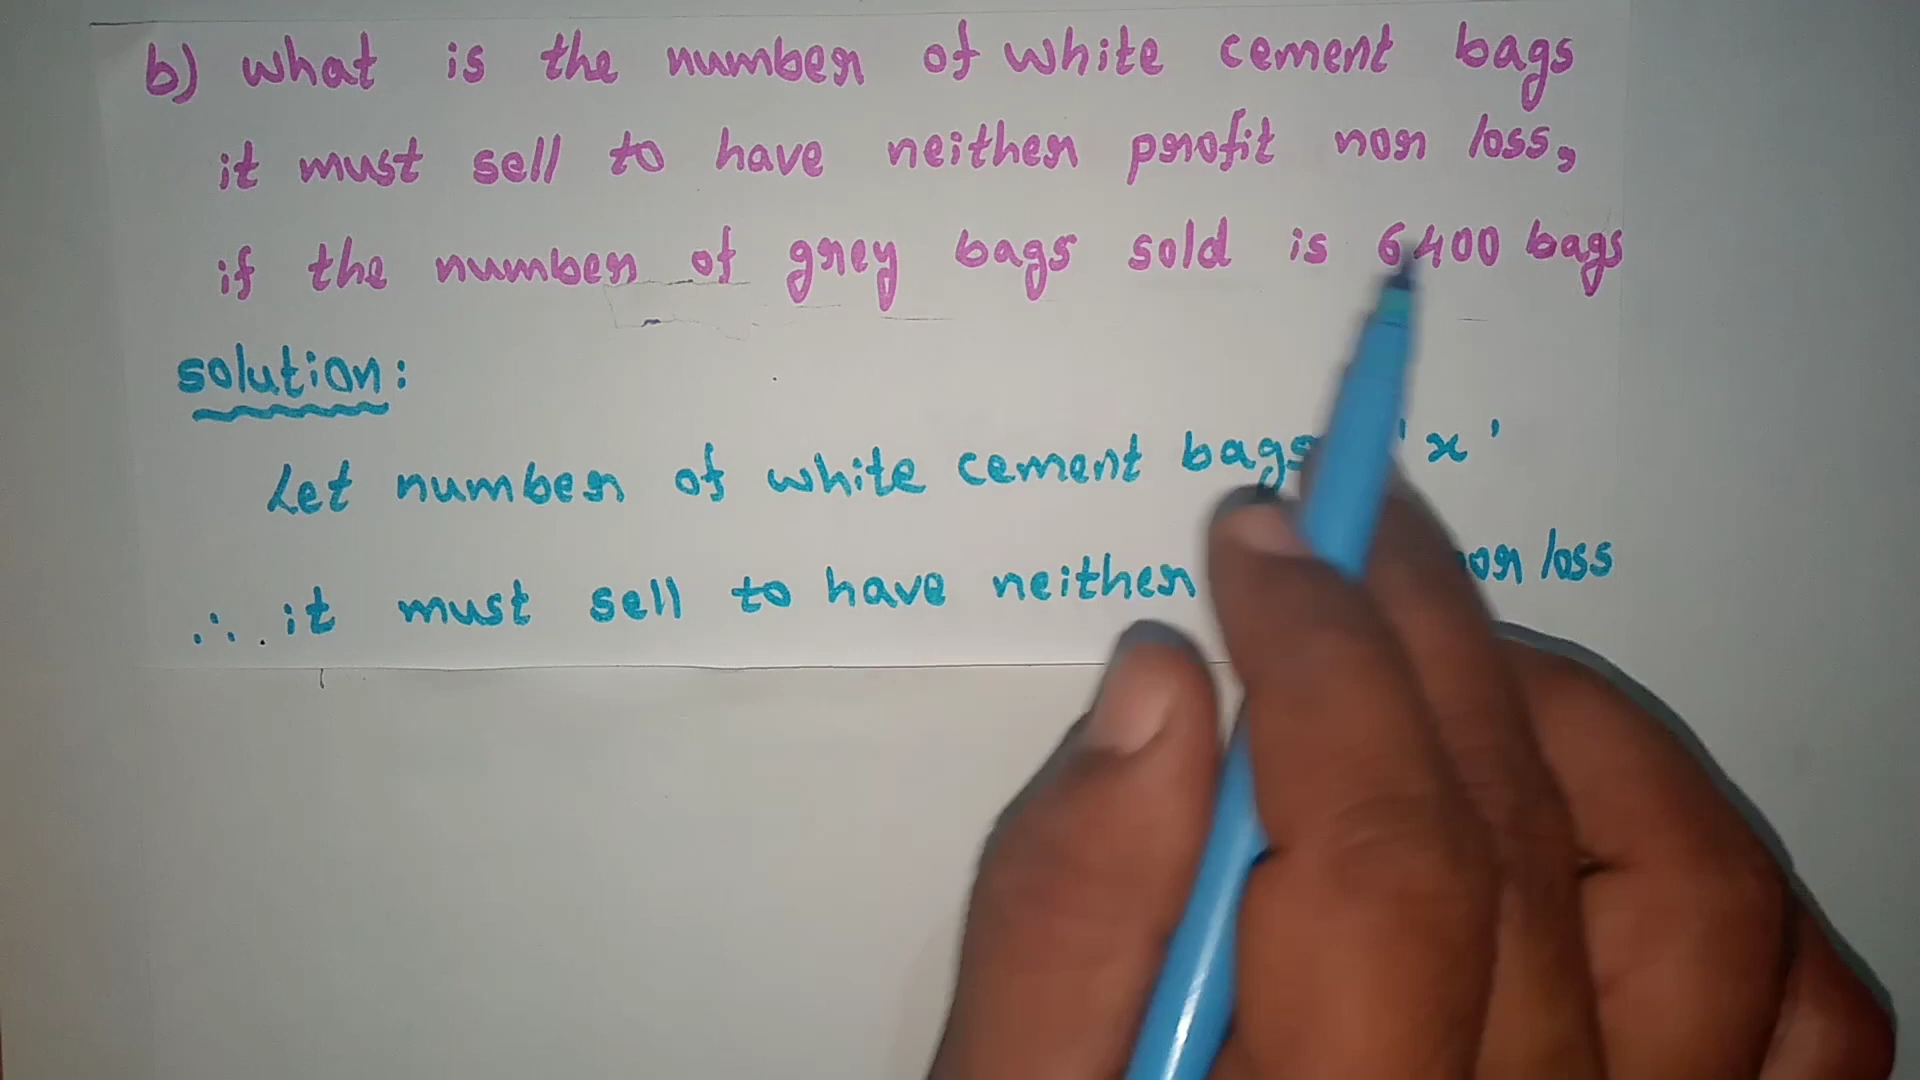 b) what is the number of white cement bags
it must sell to have neither profit nor loss,
if the number of grey bags sold is 6400 bags
solution:
Let number of white cement bags 'x'
∴ it must sell to have neither nor loss